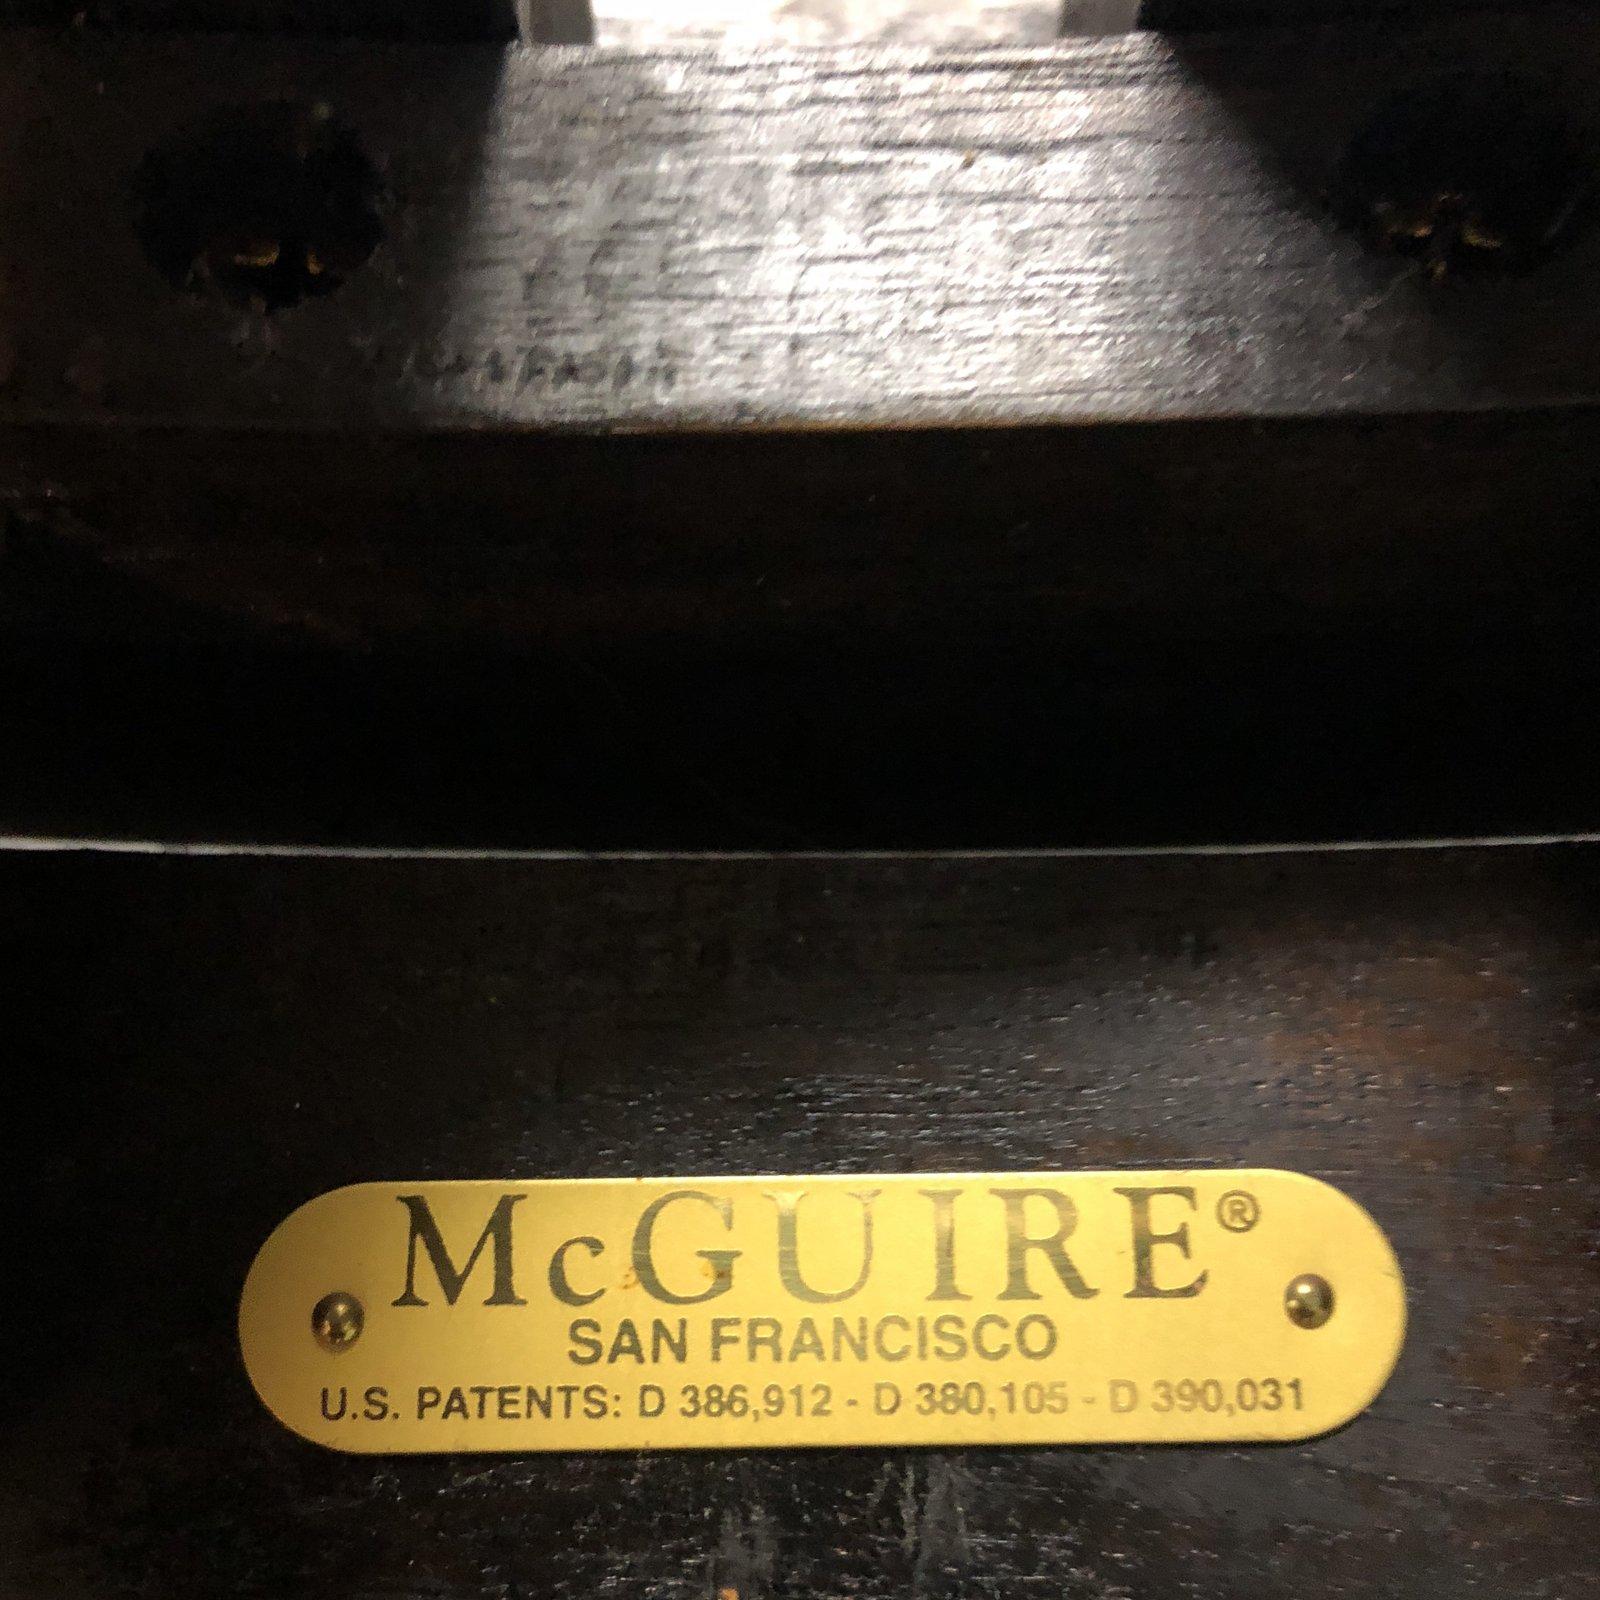 McGUIRE®
SAN FRANCISCO
U.S. PATENTS: D 386,912 - D 380,105 - D 390,031